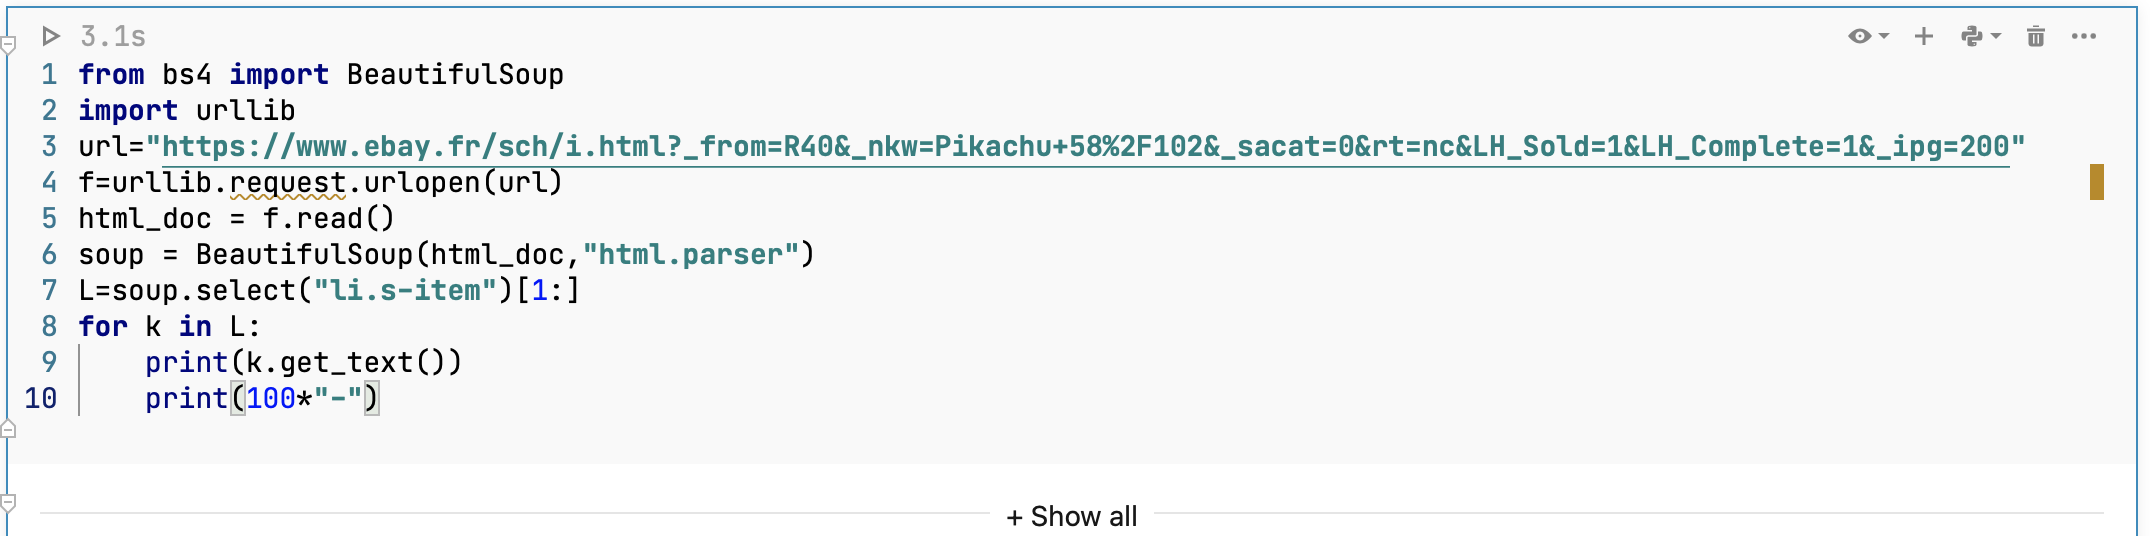 3.1s
1 from bs4 import BeautifulSoup
2 import urllib
3 url="https://www.ebay.fr/sch/i.html?_from=R40&_nkw=Pikachu+58%2F102&_sacat=0&rt=nc&LH_Sold=1&LH_Complete=1&_ipg=200"
4 f=urllib.request.urlopen(url)
5 html_doc = f.read()
6 soup = BeautifulSoup(html_doc,"html.parser")
7 L=soup.select("li.s-item")[1:]
8 for k in L:
9     print(k.get_text())
10     print(100*"-")
+ Show all